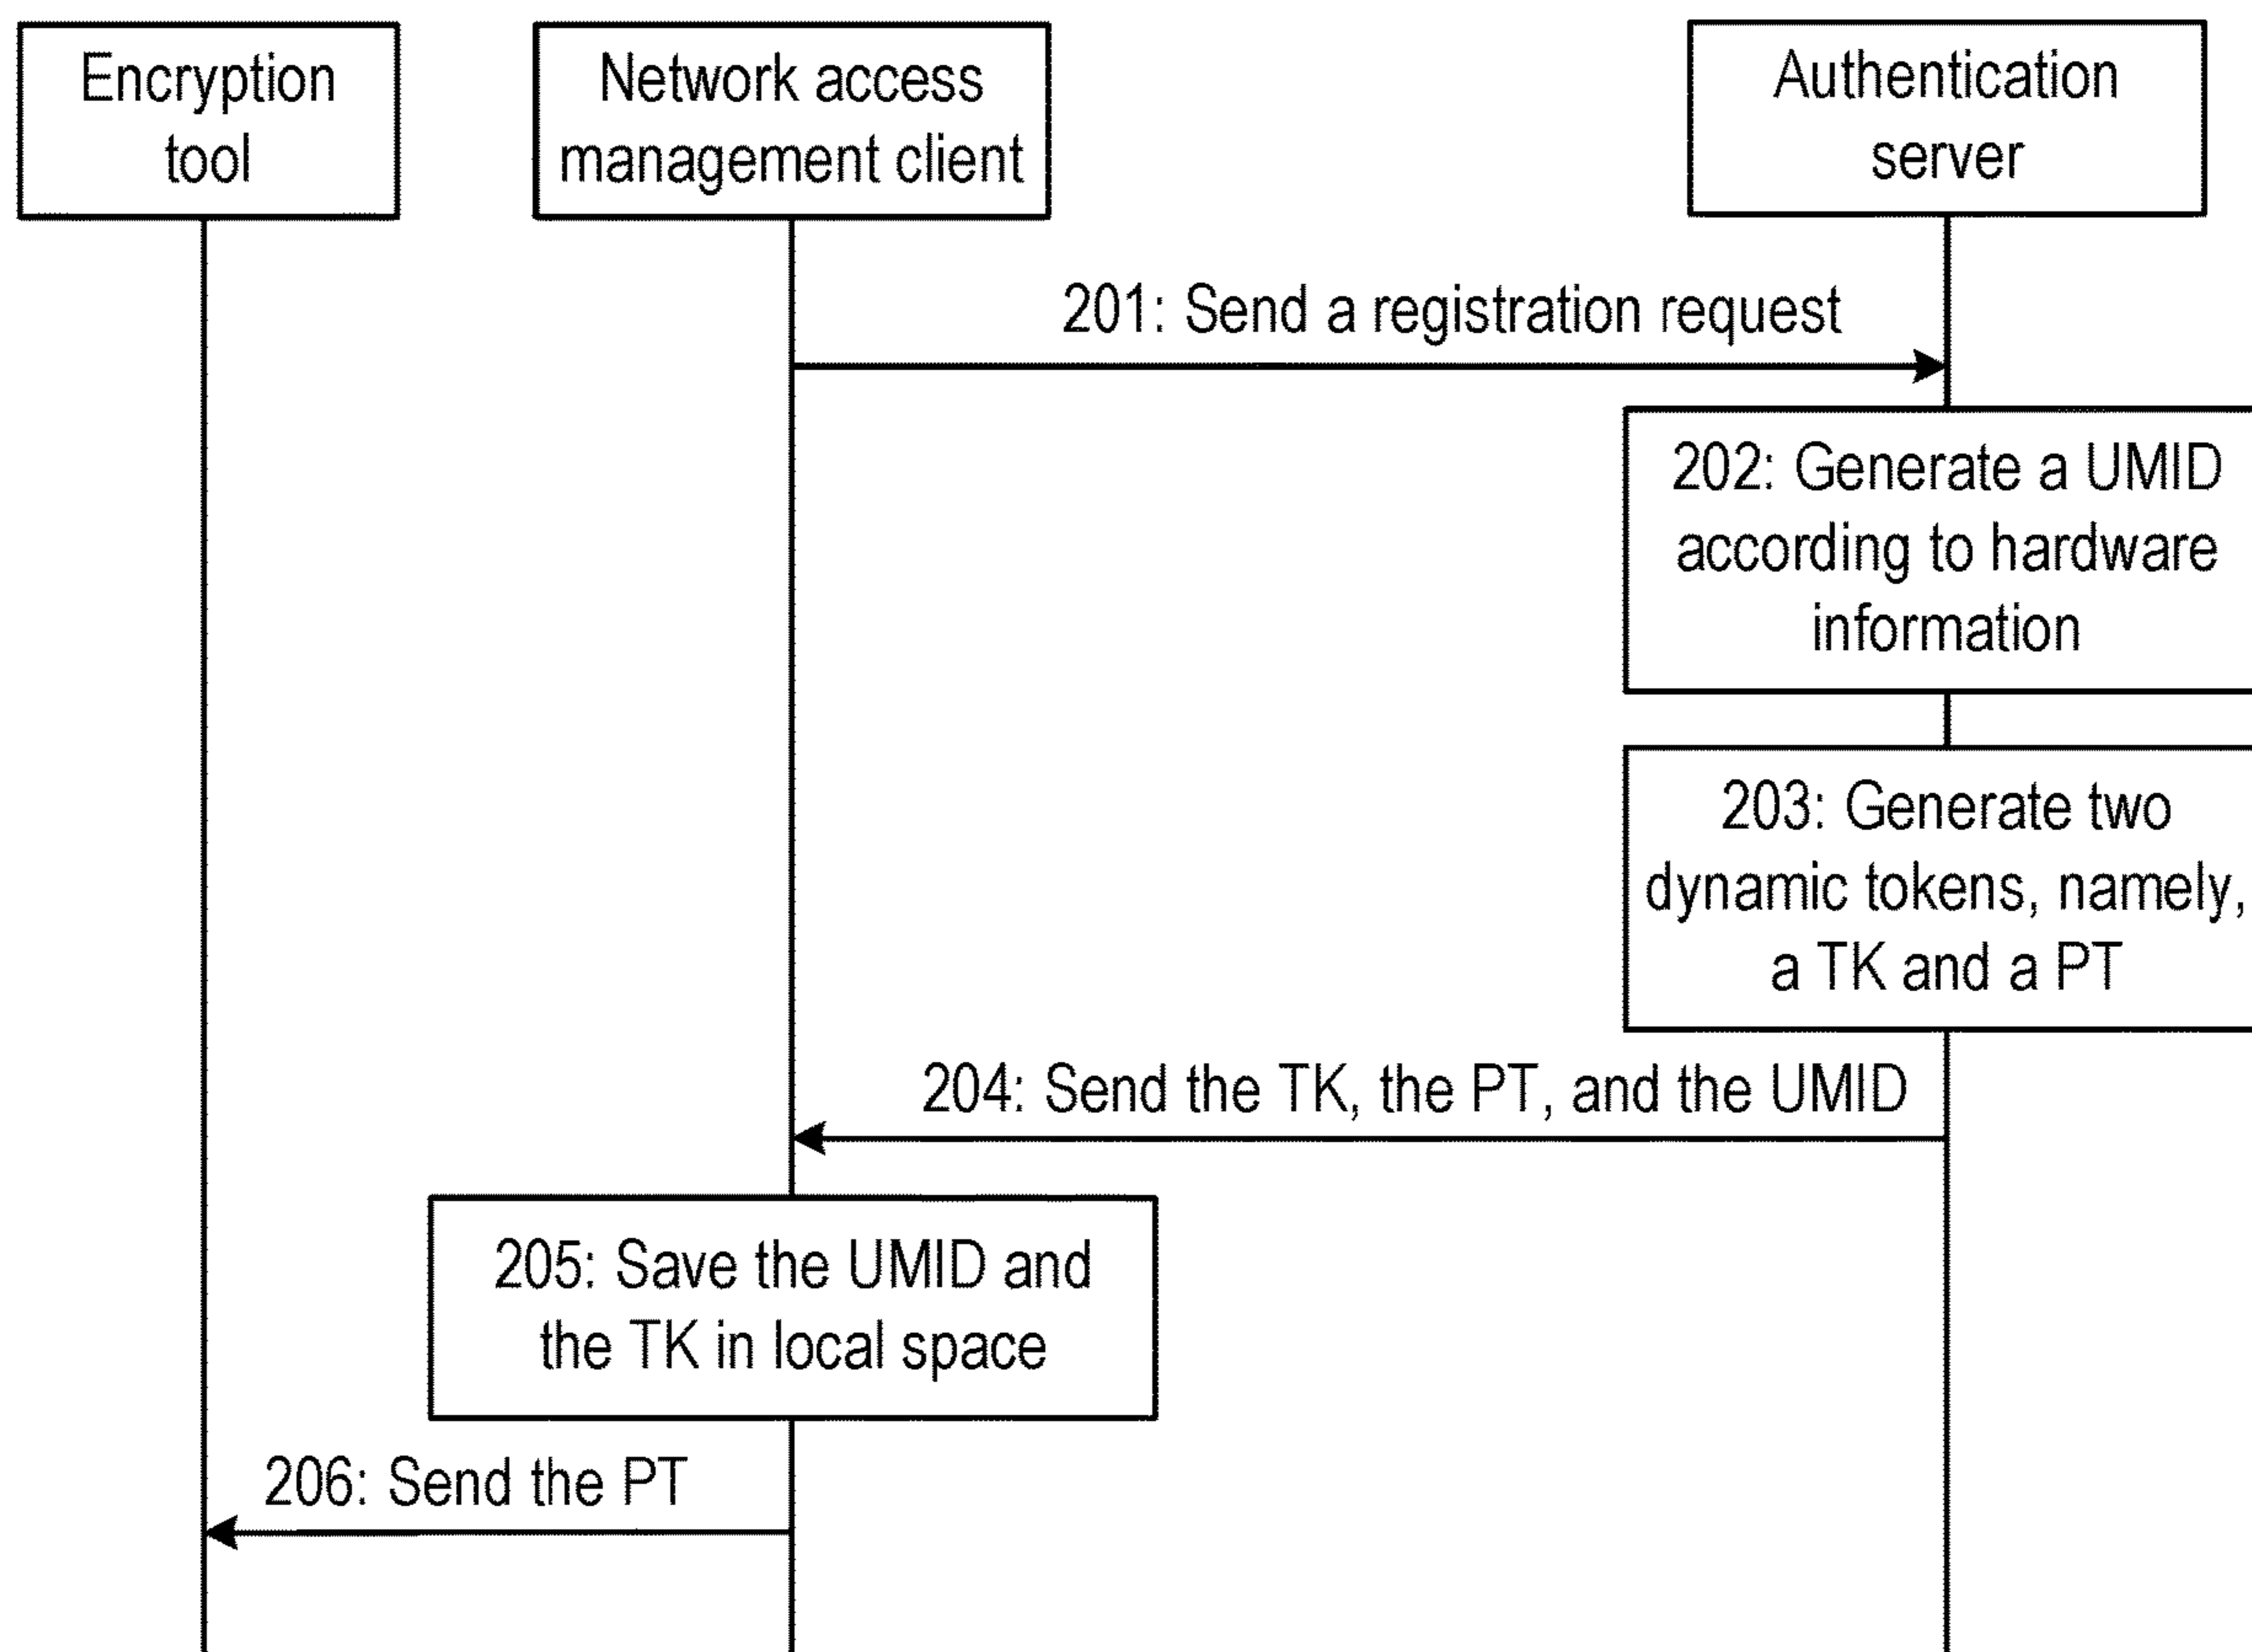 Encryption
tool
Network access
management client
Authentication
server
201: Send a registration request
202: Generate a UMID
according to hardware
information
203: Generate two
dynamic tokens, namely,
a TK and a PT
204: Send the TK, the PT, and the UMID
205: Save the UMID and
the TK in local space
206: Send the PT